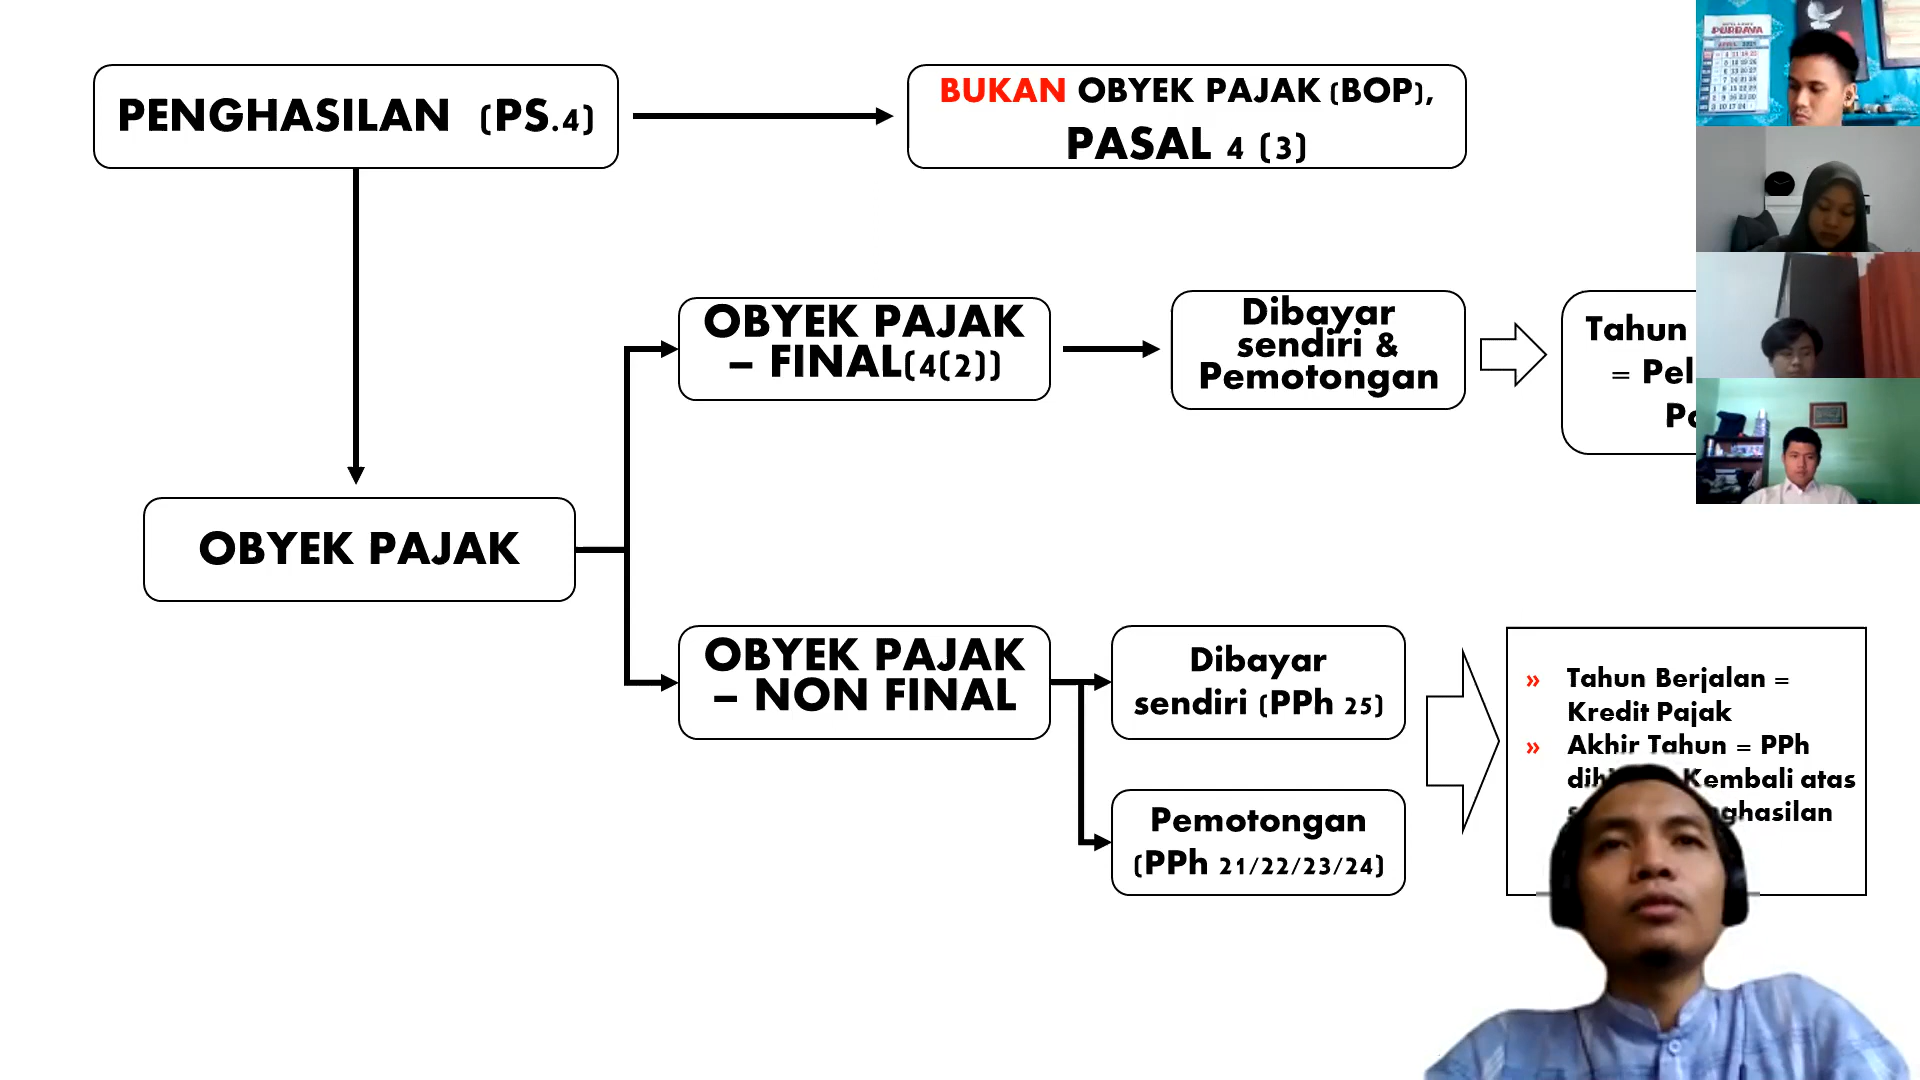 PENGHASILAN (PS.4)
BUKAN OBYEK PAJAK (BOP),
PASAL 4 (3)
OBYEK PAJAK
– FINAL(4(2))
Dibayar
sendiri &
Pemotongan
Tahun
=
OBYEK PAJAK
OBYEK PAJAK
– NON FINAL
Dibayar
sendiri (PPh 25)
Pemotongan
(PPh 21/22/23/24)
» Tahun Berjalan =
Kredit Pajak
» Akhir Tahun = PPh
Kembali atas
PURBAYA